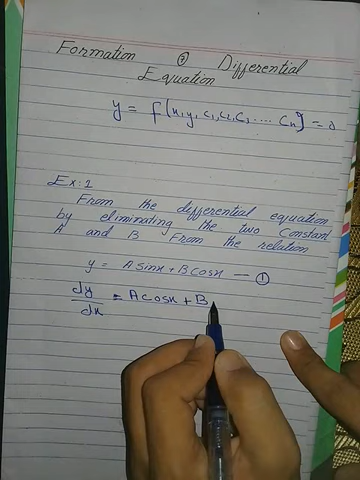 Formation of Differential
Equation
y = f(x,y,c₁,c₂,c₃,....cₙ) = 0
Ex:1
From the differential equation
by eliminating the two Constant
A and B From the relation
y = A sinx + B cosx — ①
dy/dx = A cosx + B